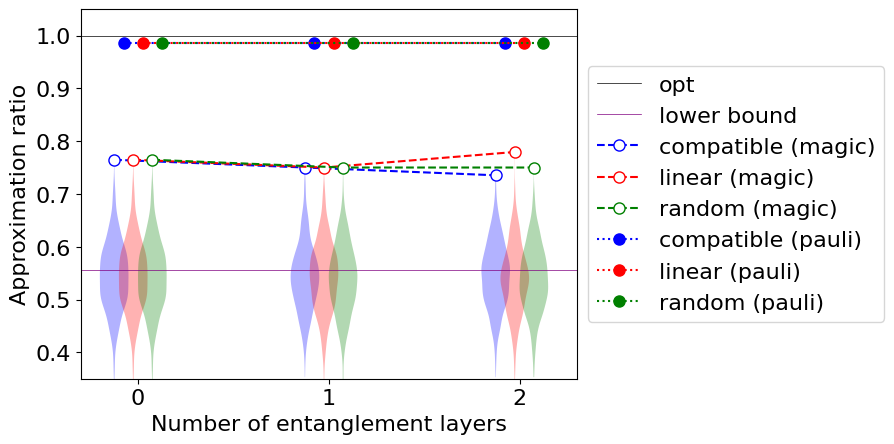 Approximation ratio
1.0
0.9
0.8
0.7
0.6
0.5
0.4
0
1
2
Number of entanglement layers
opt
lower bound
compatible (magic)
linear (magic)
random (magic)
compatible (pauli)
linear (pauli)
random (pauli)